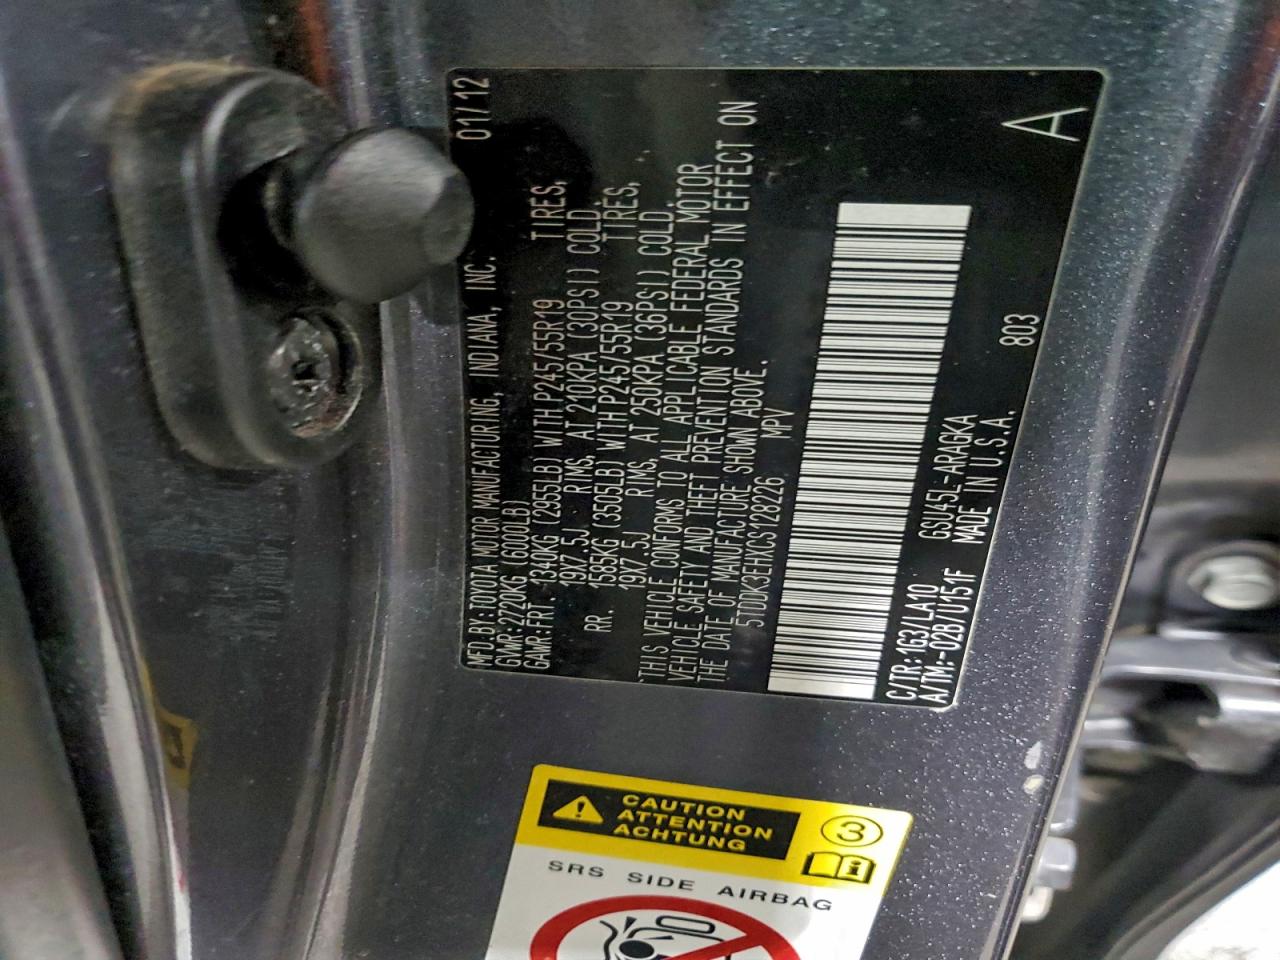 MFD.BY:TOYOTA MOTOR MANUFACTURING, INDIANA, INC. 01/12
GVWR:2720KG (6000LB)
GAWR:FRT. 1340KG (2955LB) WITH P245/55R19 TIRES,
19X7.5J RIMS, AT 210KPA (30PSI) COLD.
RR. 1585KG (3505LB) WITH P245/55R19 TIRES,
19X7.5J RIMS, AT 250KPA (36PSI) COLD.
THIS VEHICLE CONFORMS TO ALL APPLICABLE FEDERAL MOTOR
VEHICLE SAFETY AND THEFT PREVENTION STANDARDS IN EFFECT ON
THE DATE OF MANUFACTURE SHOWN ABOVE.
5TDDK3EHXCS128226 MPV
C/TR:1G3/LA10 GSU45L-ARAGKA 803
A/TM:-02B/U151F MADE IN U.S.A.
A
CAUTION
ATTENTION
ACHTUNG
3
SRS SIDE AIRBAG